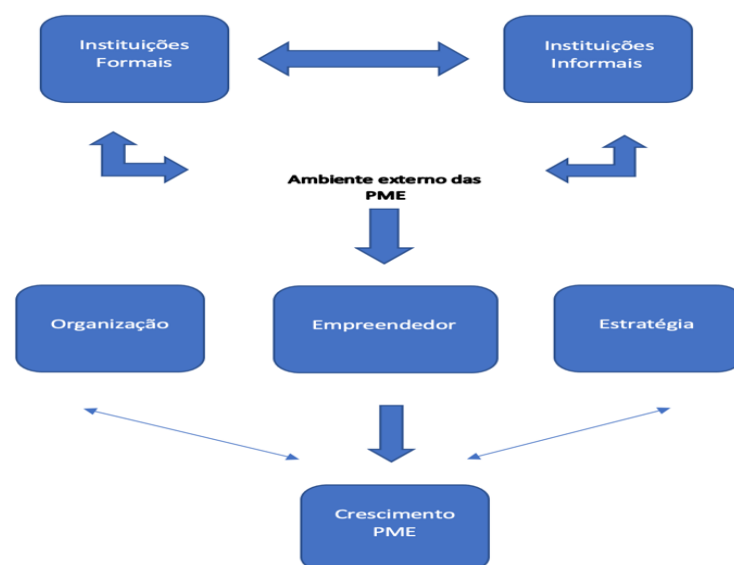 Instituições
Formais
Instituições
Informais
Ambiente externo das
PME
Organização
Empreendedor
Estratégia
Crescimento
PME